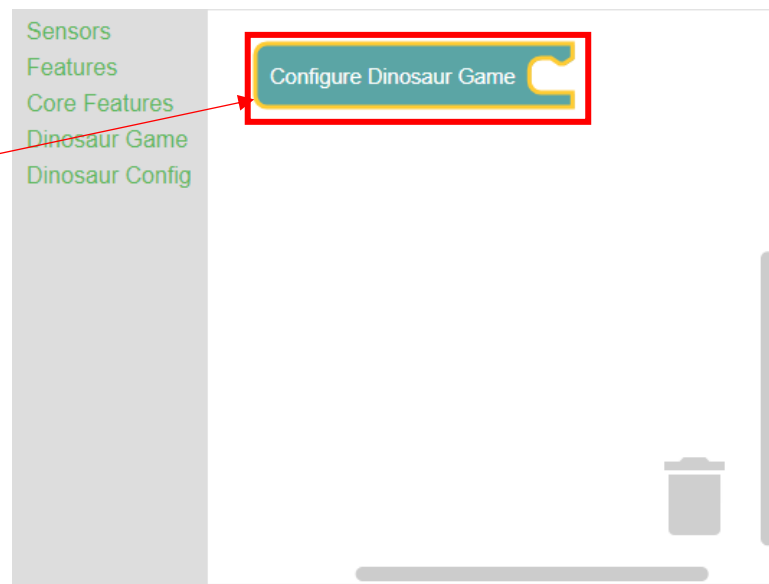 Sensors
Features
Core Features
Dinosaur Game
Dinosaur Config
Configure Dinosaur Game